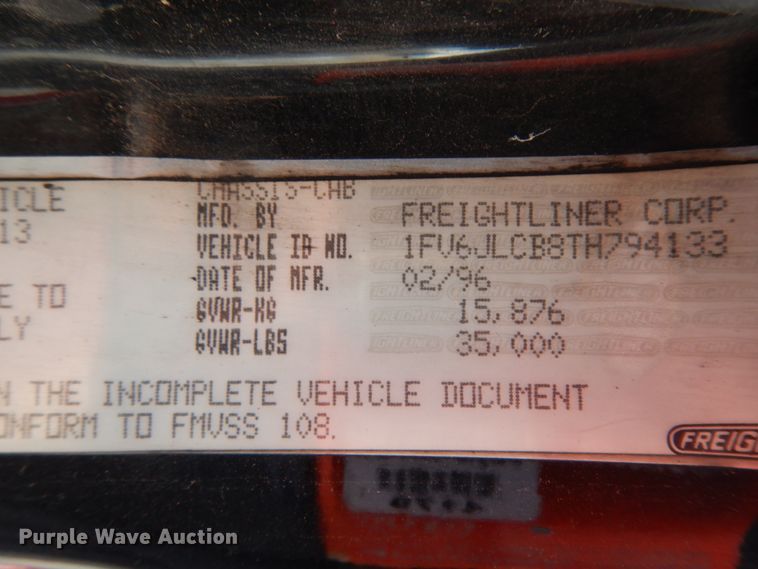 CHASSIS-CAB
ICLE MFD. BY FREIGHTLINER CORP.
13 VEHICLE ID NO. 1FV6JLCB8TH794133
DATE OF MFR. 02/96
E TO GVWR-KG 15,876
LY GVWR-LBS 35,000
N THE INCOMPLETE VEHICLE DOCUMENT
ONFORM TO FMVSS 108.
FREIG
Purple Wave Auction